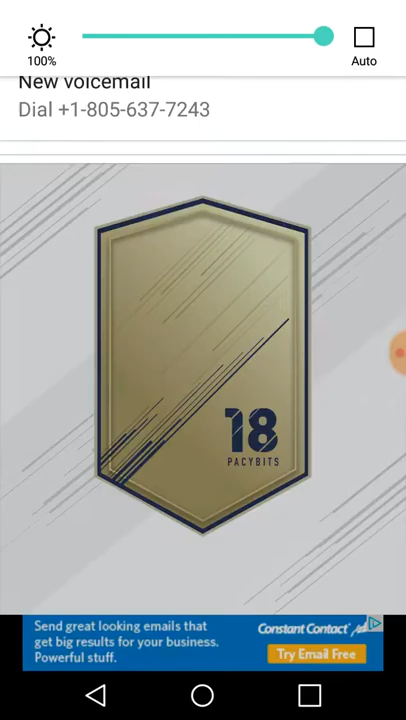 100%
Auto
New voicemail
Dial +1-805-637-7243
18
PACYBITS
Send great looking emails that
get big results for your business.
Powerful stuff.
Constant Contact
Try Email Free